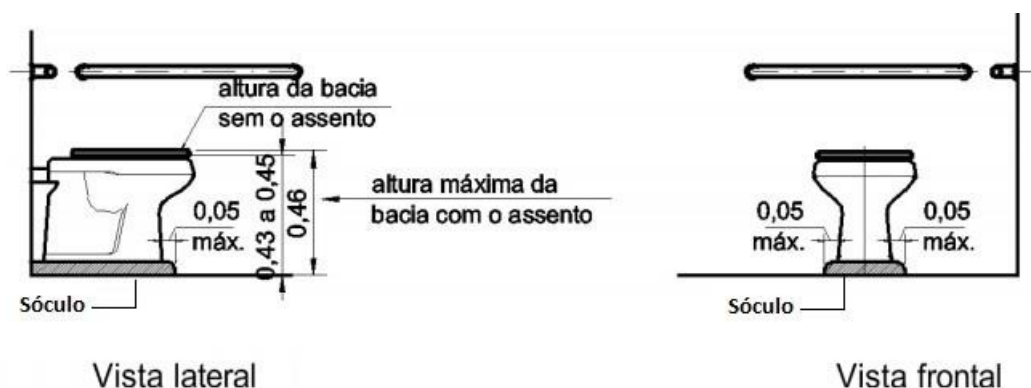 altura da bacia
sem o assento
0,43 a 0,45
0,46
altura máxima da
bacia com o assento
0,05
máx.
Sóculo
Vista lateral
0,05
máx.
0,05
máx.
Sóculo
Vista frontal